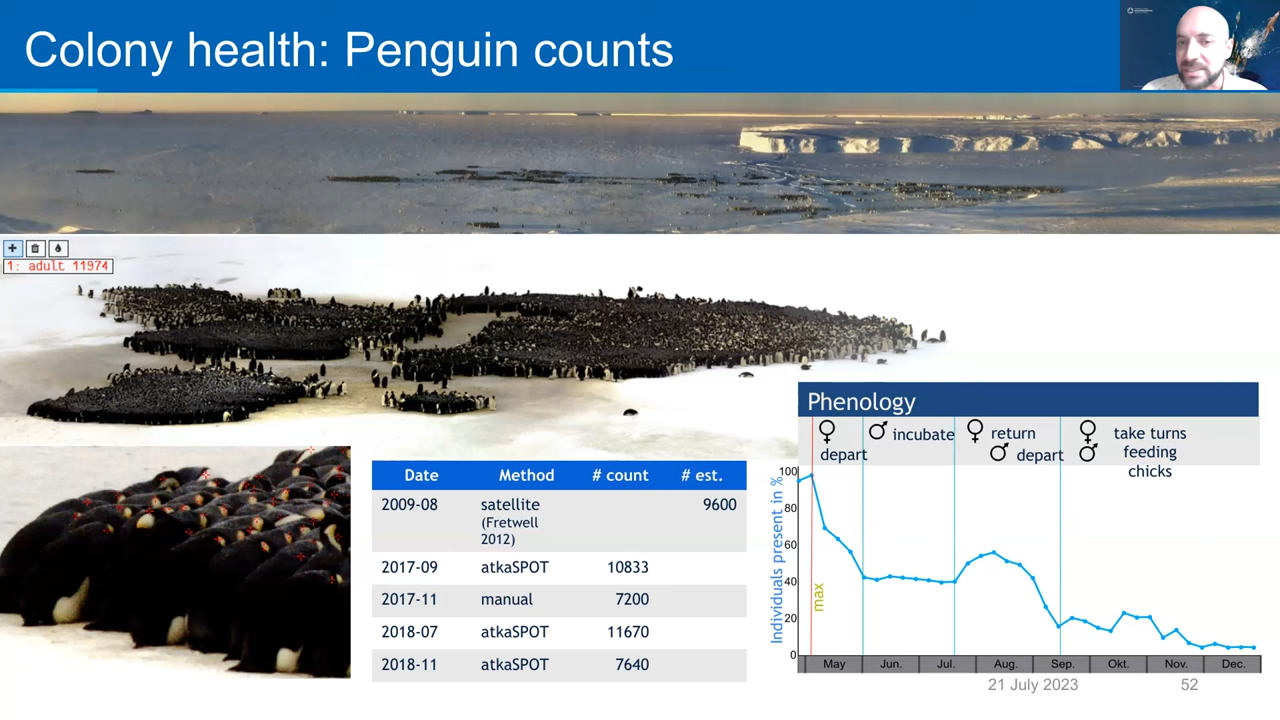 Colony health: Penguin counts
1: adult 11974
Phenology
♀ depart
♂ incubate
♀ return
♂ depart
♀ ♂ take turns feeding chicks
Date Method # count # est.
2009-08 satellite (Fretwell 2012) 9600
2017-09 atkaSPOT 10833
2017-11 manual 7200
2018-07 atkaSPOT 11670
2018-11 atkaSPOT 7640
Individuals present in %
100
80
60
40
20
0
max
May Jun. Jul. Aug. Sep. Okt. Nov. Dec.
21 July 2023 52